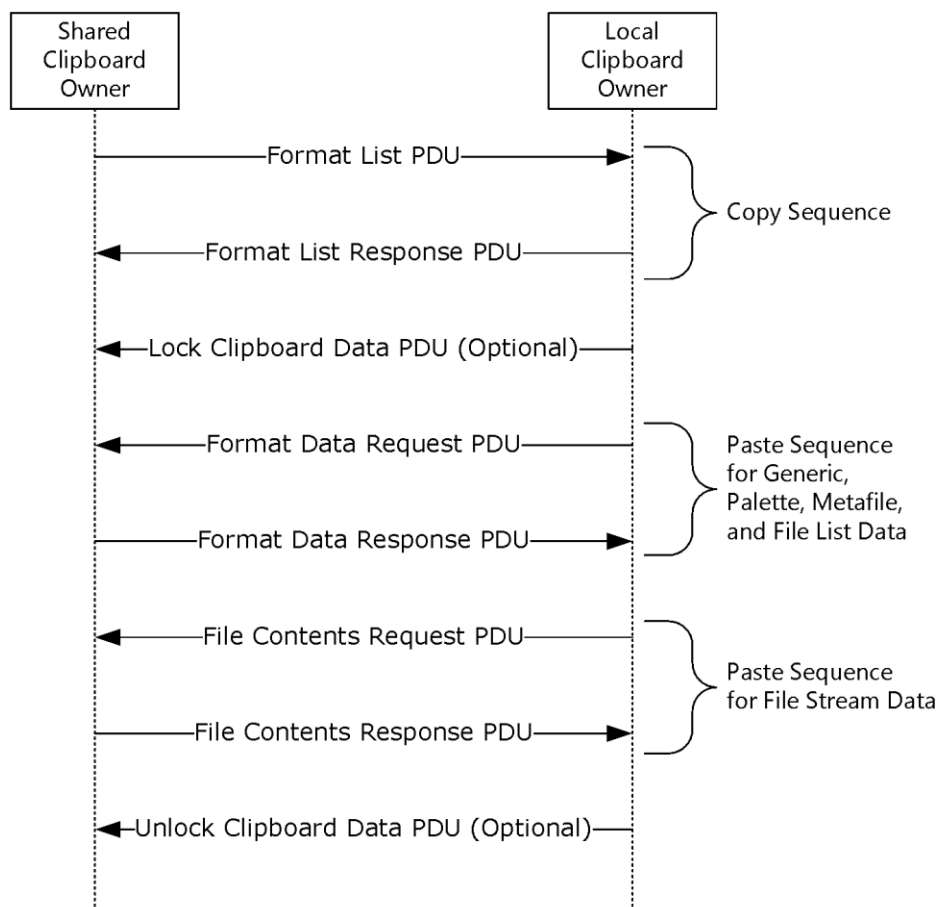 Shared
Clipboard
Owner
Local
Clipboard
Owner
Format List PDU
Copy Sequence
Format List Response PDU
Lock Clipboard Data PDU (Optional)
Format Data Request PDU
Paste Sequence
for Generic,
Palette, Metafile,
and File List Data
Format Data Response PDU
File Contents Request PDU
Paste Sequence
for File Stream Data
File Contents Response PDU
Unlock Clipboard Data PDU (Optional)